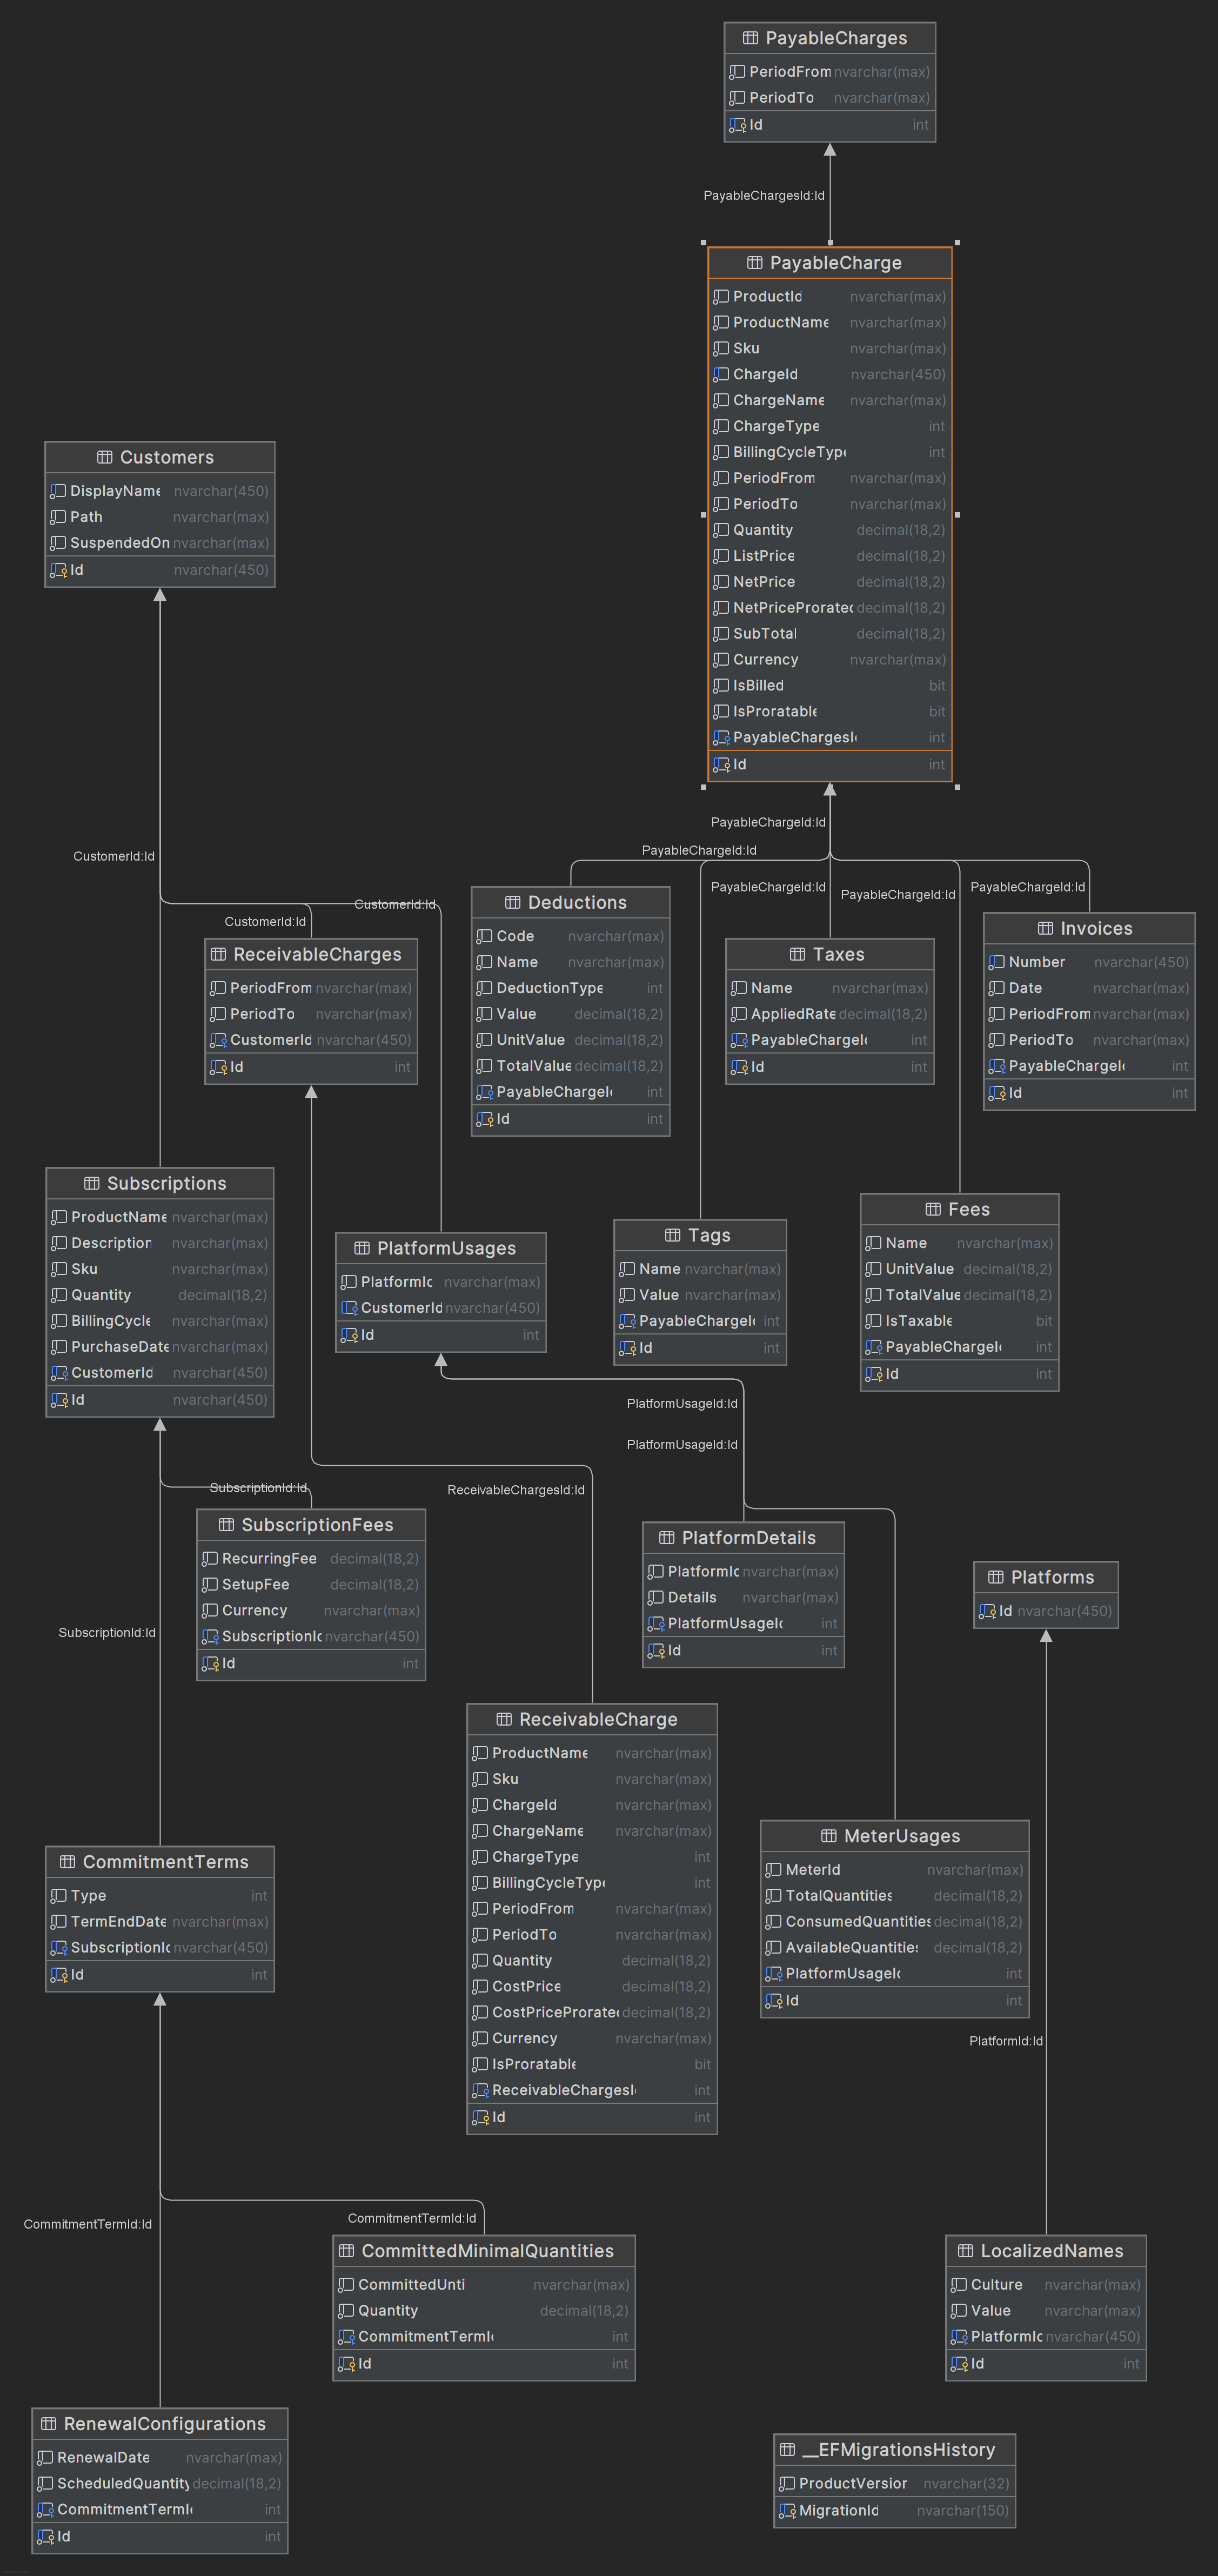 PayableCharges
PeriodFrom nvarchar(max)
PeriodTo nvarchar(max)
Id int
PayableChargesId:Id
PayableCharge
ProductId nvarchar(max)
ProductName nvarchar(max)
Sku nvarchar(max)
ChargeId nvarchar(450)
ChargeName nvarchar(max)
ChargeType int
BillingCycleType int
PeriodFrom nvarchar(max)
PeriodTo nvarchar(max)
Quantity decimal(18,2)
ListPrice decimal(18,2)
NetPrice decimal(18,2)
NetPriceProrated decimal(18,2)
SubTotal decimal(18,2)
Currency nvarchar(max)
IsBilled bit
IsProratable bit
PayableChargesI int
Id int
Customers
DisplayName nvarchar(450)
Path nvarchar(max)
SuspendedOn nvarchar(max)
Id nvarchar(450)
PayableChargeId:Id
PayableChargeId:Id
PayableChargeId:Id
PayableChargeId:Id
PayableChargeId:Id
CustomerId:Id
CustomerId:Id
CustomerId:Id
Deductions
Code nvarchar(max)
Name nvarchar(max)
DeductionType int
Value decimal(18,2)
UnitValue decimal(18,2)
TotalValue decimal(18,2)
PayableChargeI int
Id int
Taxes
Name nvarchar(max)
AppliedRate decimal(18,2)
PayableChargeI int
Id int
Invoices
Number nvarchar(450)
Date nvarchar(max)
PeriodFrom nvarchar(max)
PeriodTo nvarchar(max)
PayableChargeI int
Id int
ReceivableCharges
PeriodFrom nvarchar(max)
PeriodTo nvarchar(max)
CustomerId nvarchar(450)
Id int
Subscriptions
ProductName nvarchar(max)
Description nvarchar(max)
Sku nvarchar(max)
Quantity decimal(18,2)
BillingCycle nvarchar(max)
PurchaseDate nvarchar(max)
CustomerId nvarchar(450)
Id nvarchar(450)
PlatformUsages
PlatformId nvarchar(max)
CustomerId nvarchar(450)
Id int
Tags
Name nvarchar(max)
Value nvarchar(max)
PayableChargeI int
Id int
Fees
Name nvarchar(max)
UnitValue decimal(18,2)
TotalValue decimal(18,2)
IsTaxable bit
PayableChargeI int
Id int
PlatformUsageId:Id
PlatformUsageId:Id
SubscriptionId:Id
ReceivableChargesId:Id
SubscriptionFees
RecurringFee decimal(18,2)
SetupFee decimal(18,2)
Currency nvarchar(max)
SubscriptionId nvarchar(450)
Id int
PlatformDetails
PlatformId nvarchar(max)
Details nvarchar(max)
PlatformUsageId int
Id int
Platforms
Id nvarchar(450)
SubscriptionId:Id
ReceivableCharge
ProductName nvarchar(max)
Sku nvarchar(max)
ChargeId nvarchar(max)
ChargeName nvarchar(max)
ChargeType int
BillingCycleType int
PeriodFrom nvarchar(max)
PeriodTo nvarchar(max)
Quantity decimal(18,2)
CostPrice decimal(18,2)
CostPriceProrated decimal(18,2)
Currency nvarchar(max)
IsProratable bit
ReceivableChargesI int
Id int
CommitmentTerms
Type int
TermEndDate nvarchar(max)
SubscriptionId nvarchar(450)
Id int
MeterUsages
MeterId nvarchar(max)
TotalQuantities decimal(18,2)
ConsumedQuantities decimal(18,2)
AvailableQuantities decimal(18,2)
PlatformUsageId int
Id int
PlatformId:Id
CommitmentTermId:Id
CommitmentTermId:Id
CommittedMinimalQuantities
CommittedUnti nvarchar(max)
Quantity decimal(18,2)
CommitmentTermI int
Id int
LocalizedNames
Culture nvarchar(max)
Value nvarchar(max)
PlatformId nvarchar(450)
Id int
RenewalConfigurations
RenewalDate nvarchar(max)
ScheduledQuantity decimal(18,2)
CommitmentTermI int
Id int
__EFMigrationsHistory
ProductVersion nvarchar(32)
MigrationId nvarchar(150)